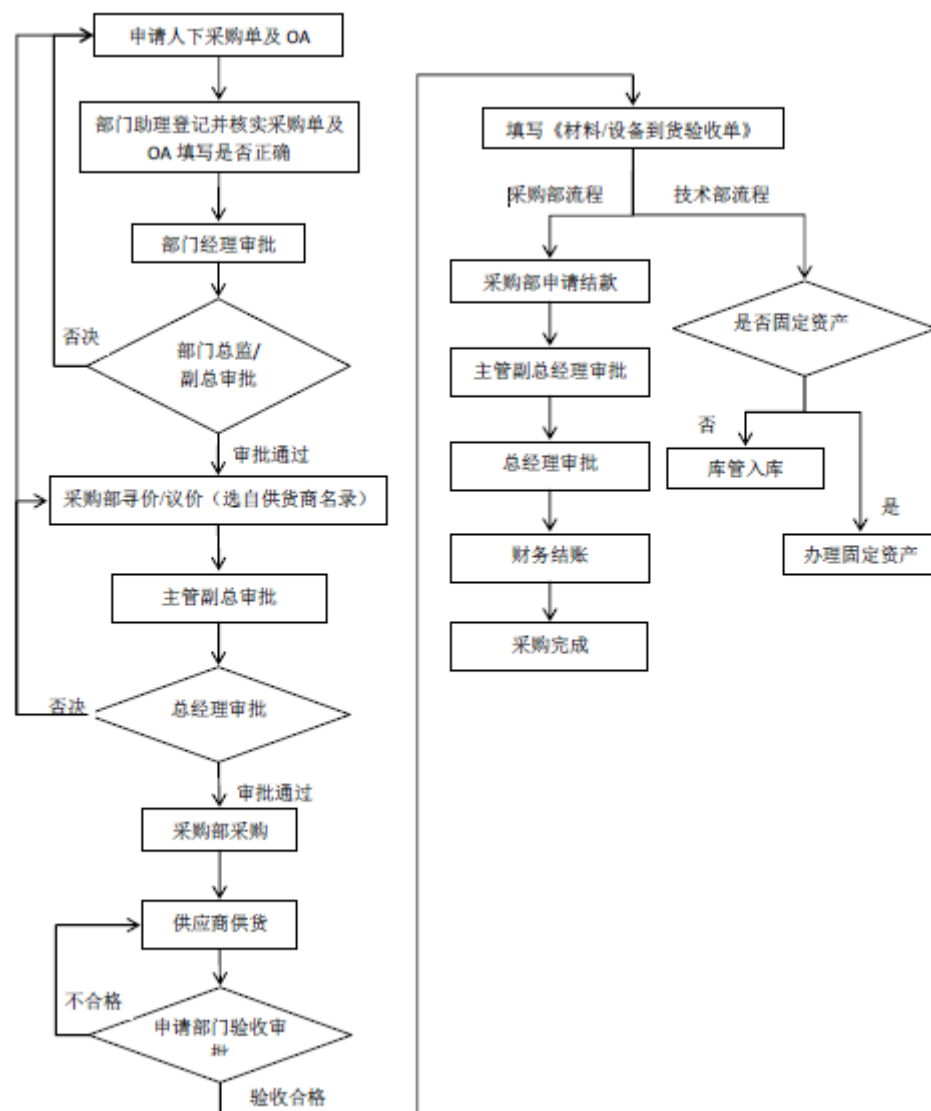 申请人下采购单及 OA
部门助理登记并核实采购单及
OA 填写是否正确
部门经理审批
否决
部门总监/
副总审批
审批通过
采购部寻价/议价（选自供货商名录）
主管副总审批
否决
总经理审批
审批通过
采购部采购
供应商供货
不合格
申请部门验收审
批
验收合格
填写《材料/设备到货验收单》
采购部流程
技术部流程
采购部申请结款
是否固定资产
主管副总经理审批
否
总经理审批
库管入库
是
财务结账
办理固定资产
采购完成